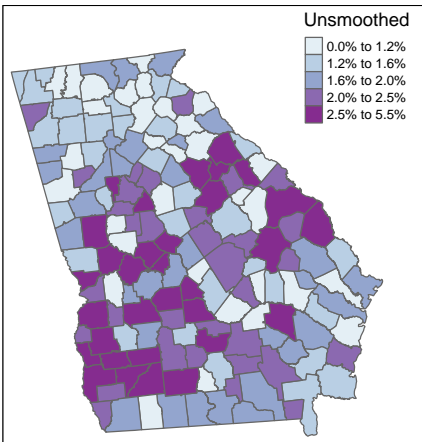 Unsmoothed
0.0% to 1.2%
1.2% to 1.6%
1.6% to 2.0%
2.0% to 2.5%
2.5% to 5.5%